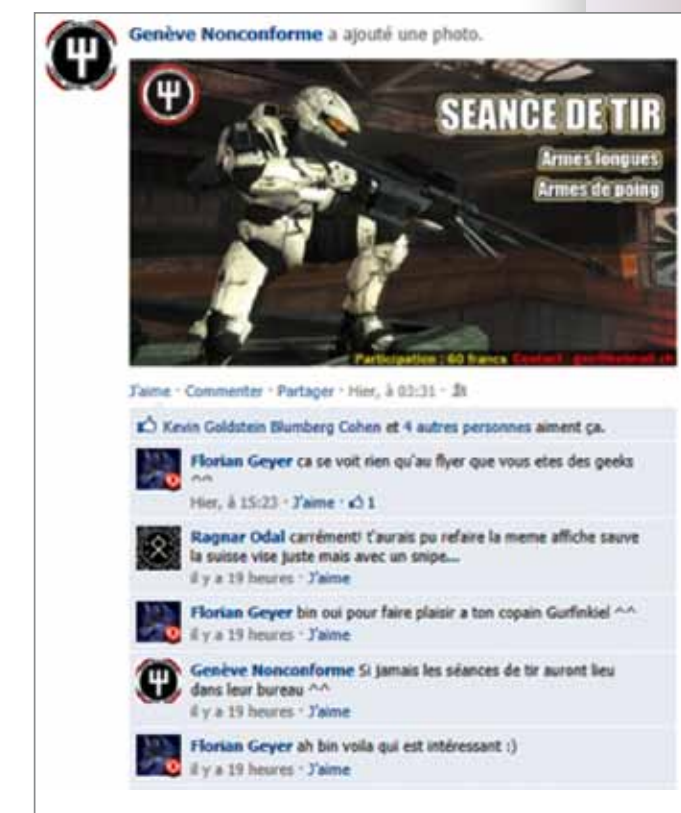 Genève Nonconforme a ajouté une photo.
SEANCE DE TIR
Armes longues
Armes de poing
Participation : 60 francs Contact :
J'aime · Commenter · Partager · Hier, à 03:31
Kevin Goldstein Blumberg Cohen et 4 autres personnes aiment ça.
Florian Geyer ca se voit rien qu'au flyer que vous etes des geeks
^^
Hier, à 15:23 · J'aime · 1
Ragnar Odal carrément! t'aurais pu refaire la meme affiche sauve
la suisse vise juste mais avec un snipe...
il y a 19 heures · J'aime
Florian Geyer bin oui pour faire plaisir a ton copain Gurfinkiel ^^
il y a 19 heures · J'aime
Genève Nonconforme Si jamais les séances de tir auront lieu
dans leur bureau ^^
il y a 19 heures · J'aime
Florian Geyer ah bin voila qui est intéressant :)
il y a 19 heures · J'aime